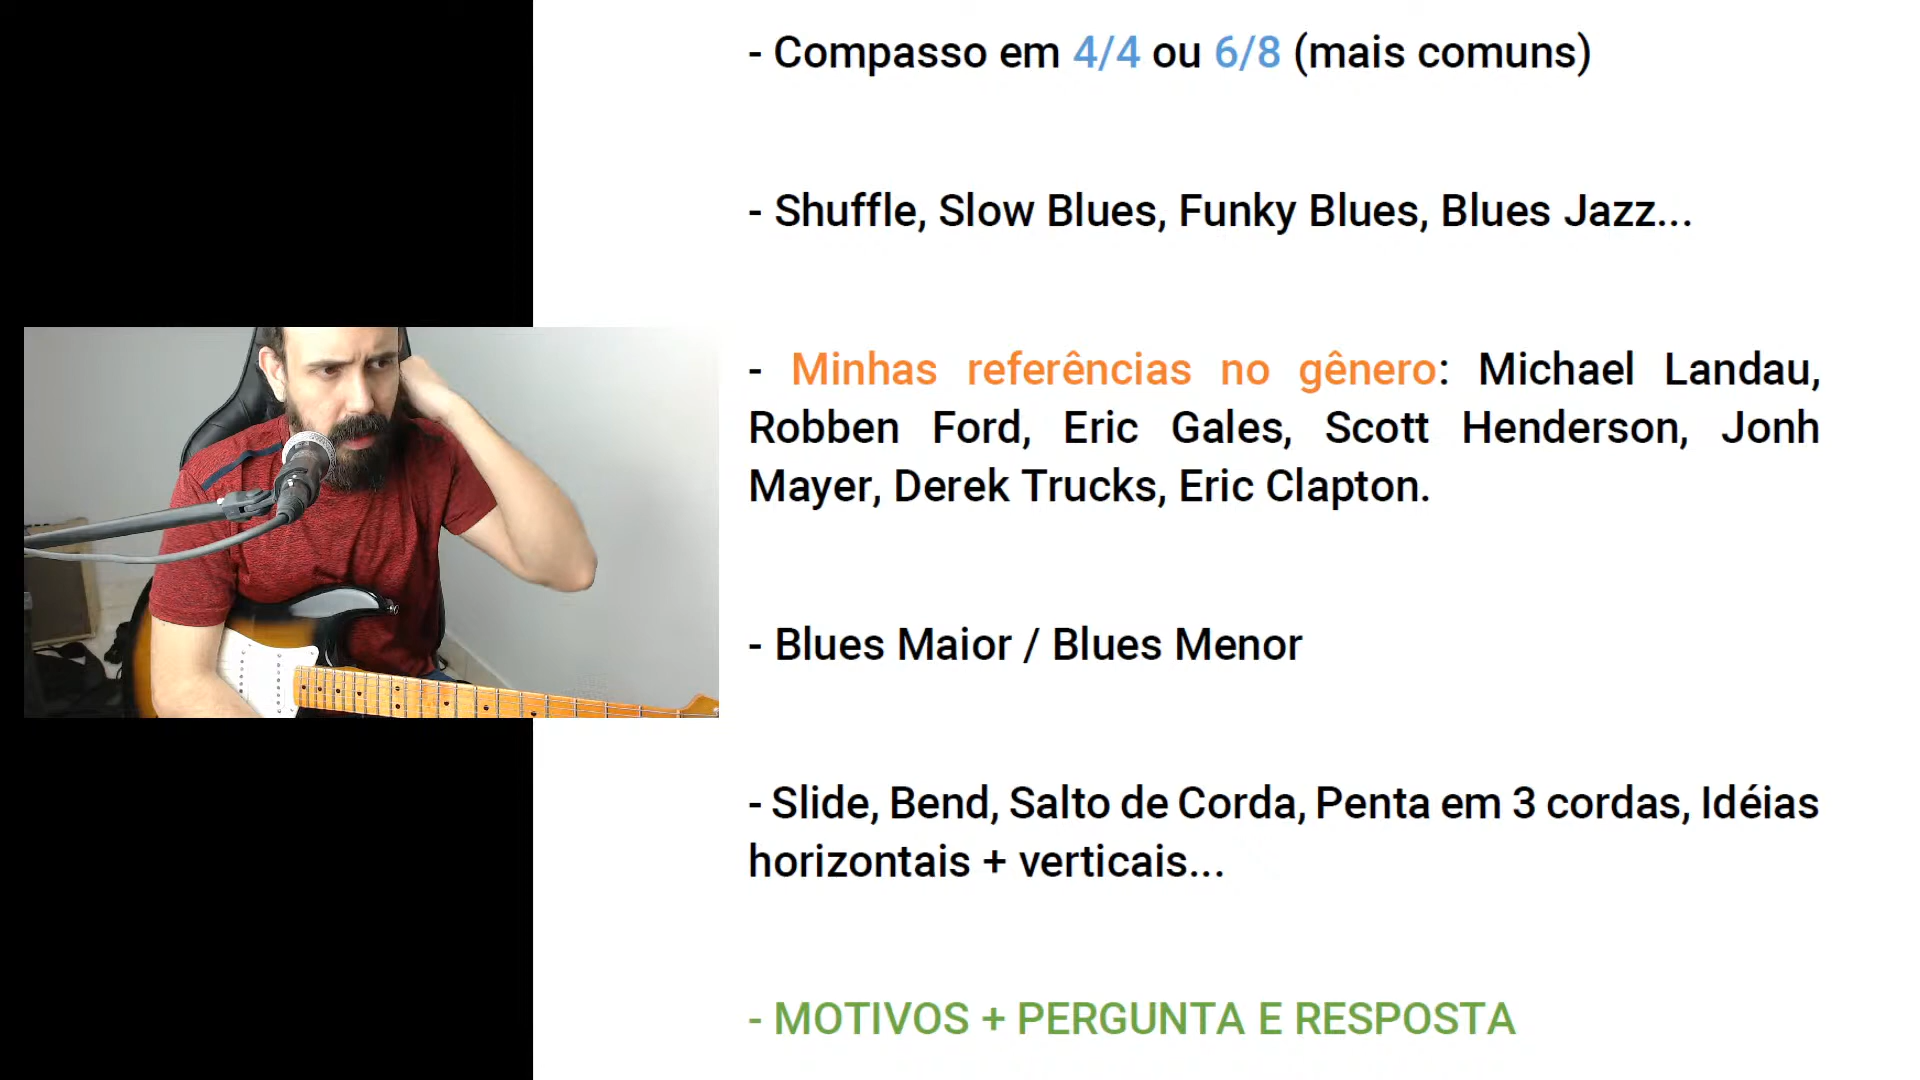 - Compasso em 4/4 ou 6/8 (mais comuns)
- Shuffle, Slow Blues, Funky Blues, Blues Jazz...
- Minhas referências no gênero: Michael Landau,
Robben Ford, Eric Gales, Scott Henderson, Jonh
Mayer, Derek Trucks, Eric Clapton.
- Blues Maior / Blues Menor
- Slide, Bend, Salto de Corda, Penta em 3 cordas, Idéias
horizontais + verticais...
- MOTIVOS + PERGUNTA E RESPOSTA